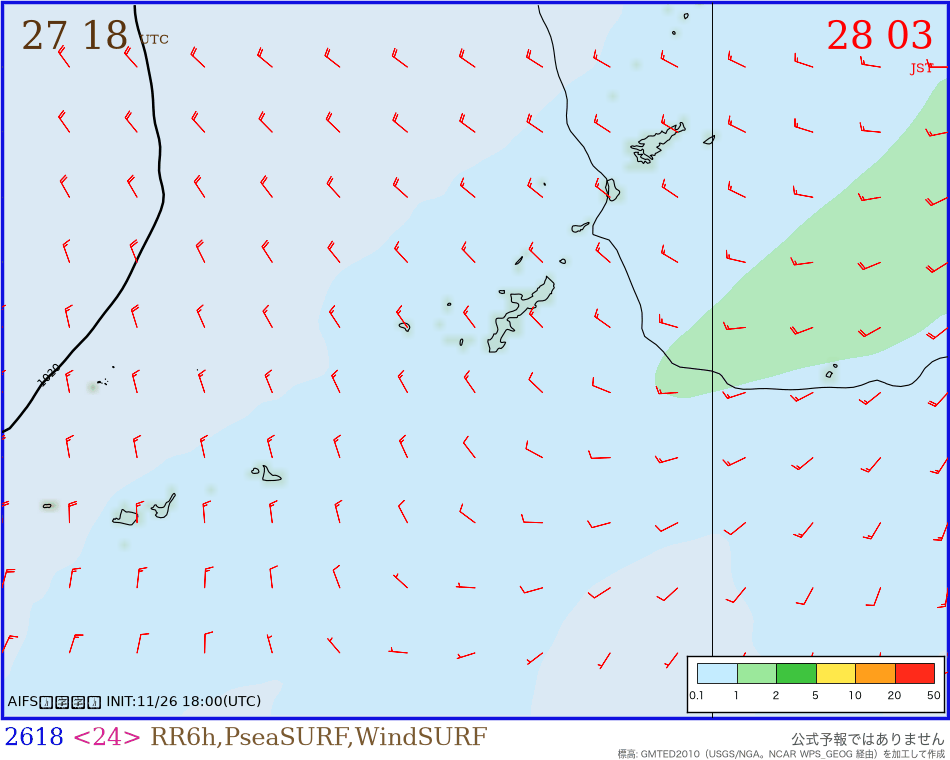 27 18 UTC
28 03
JST
1020
AIFS INIT:11/26 18:00(UTC)
0.1 1 2 5 10 20 50
2618 <24> RR6h,PseaSURF,WindSURF
公式予報ではありません
標高: GMTED2010（USGS/NGA。NCAR WPS_GEOG 経由）を加工して作成